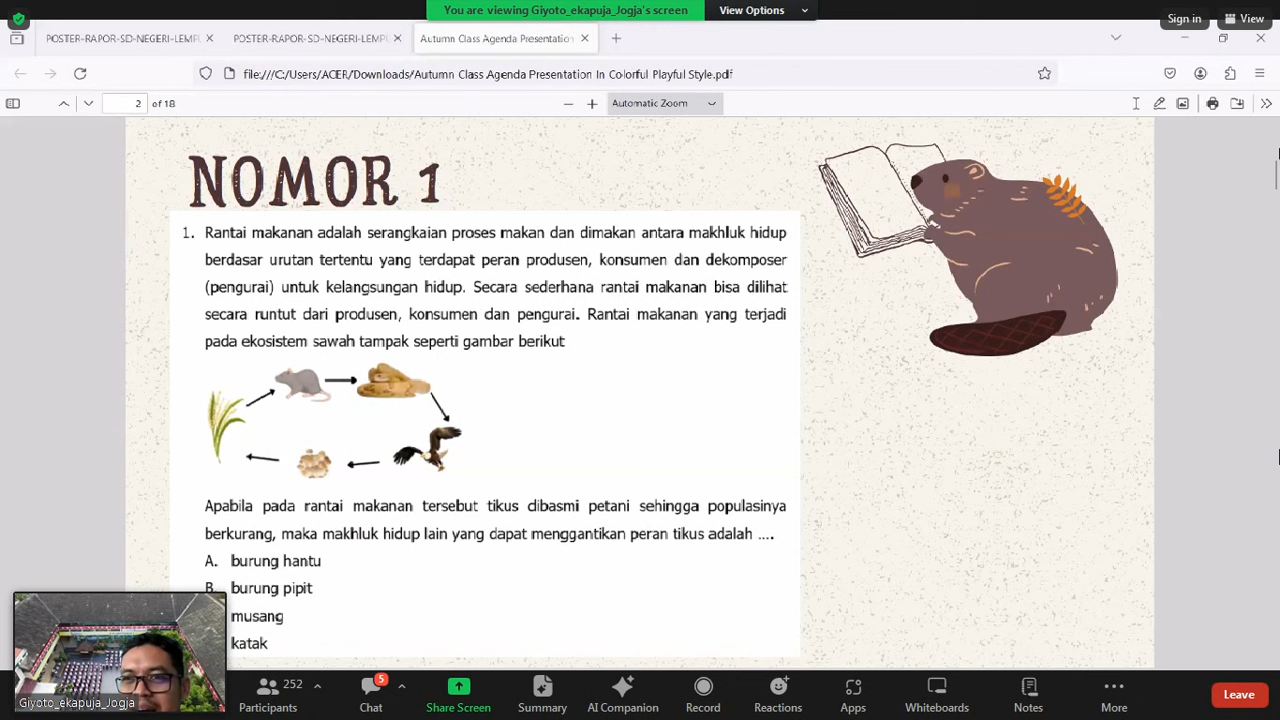 You are viewing Giyoto_ekapuja_Jogja's screen
View Options
Sign in
View
POSTER-RAPOR-SD-NEGERI-LEMPU
POSTER-RAPOR-SD-NEGERI-LEMPU
Autumn Class Agenda Presentation
file:///C:/Users/ACER/Downloads/Autumn Class Agenda Presentation In Colorful Playful Style.pdf
2 of 18
Automatic Zoom
NOMOR 1
1. Rantai makanan adalah serangkaian proses makan dan dimakan antara makhluk hidup
berdasar urutan tertentu yang terdapat peran produsen, konsumen dan dekomposer
(pengurai) untuk kelangsungan hidup. Secara sederhana rantai makanan bisa dilihat
secara runtut dari produsen, konsumen dan pengurai. Rantai makanan yang terjadi
pada ekosistem sawah tampak seperti gambar berikut
Apabila pada rantai makanan tersebut tikus dibasmi petani sehingga populasinya
berkurang, maka makhluk hidup lain yang dapat menggantikan peran tikus adalah ....
A. burung hantu
B. burung pipit
musang
katak
Giyoto_ekapuja_Jogja
252
Participants
5
Chat
Share Screen
Summary
AI Companion
Record
Reactions
Apps
Whiteboards
Notes
More
Leave